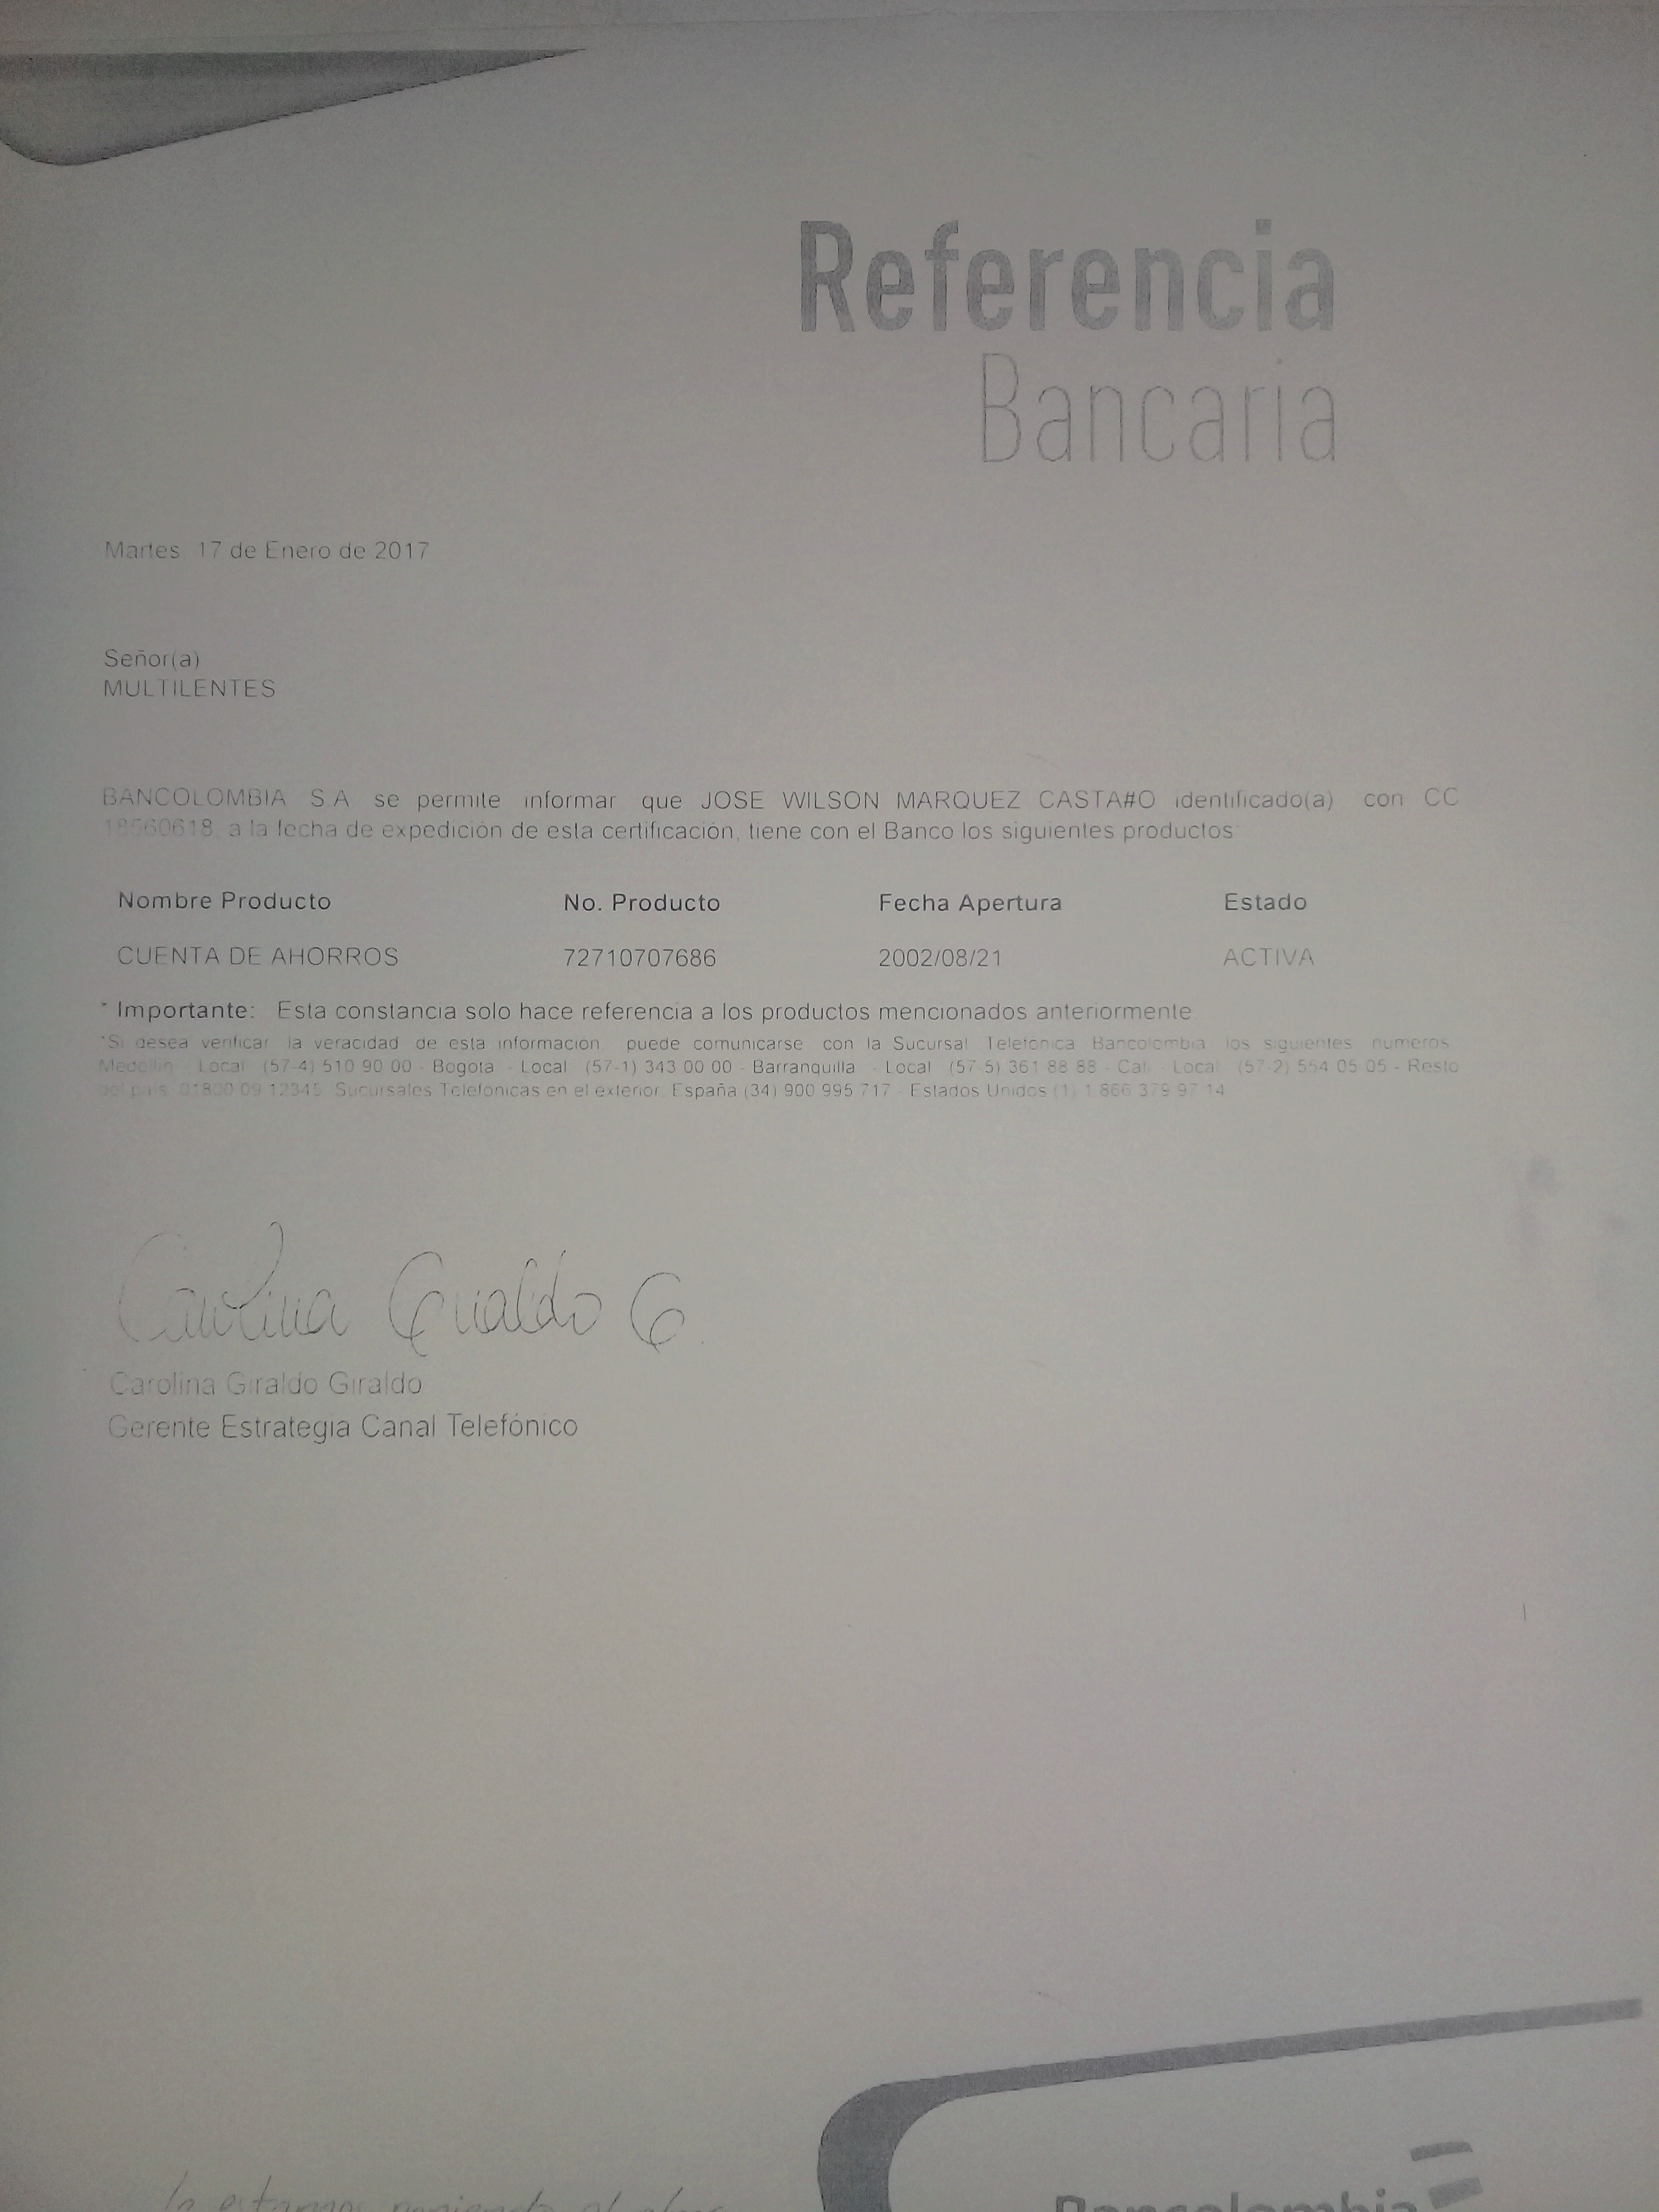 Referencia
Bancaria
Martes 17 de Enero de 2017
Señor(a)
MULTILENTES
BANCOLOMBIA S.A se permite informar que JOSE WILSON MARQUEZ CASTA#O identificado(a) con CC
18560618, a la fecha de expedición de esta certificación, tiene con el Banco los siguientes productos:
Nombre Producto No. Producto Fecha Apertura Estado
CUENTA DE AHORROS 72710707686 2002/08/21 ACTIVA
* Importante: Esta constancia solo hace referencia a los productos mencionados anteriormente
*Si desea verificar la veracidad de esta información, puede comunicarse con la Sucursal Telefónica Bancolombia los siguientes números
Medellín - Local (57-4) 510 90 00 - Bogotá - Local (57-1) 343 00 00 - Barranquilla - Local (57-5) 361 88 88 - Cali - Local (57-2) 554 05 05 - Resto
del país 01800 09 12345 Sucursales Telefónicas en el exterior España (34) 900 995 717 - Estados Unidos (1) 1 866 379 97 14
Carolina Giraldo G.
Carolina Giraldo Giraldo
Gerente Estrategia Canal Telefónico
la estamos poniendo el alma
Bancolombia